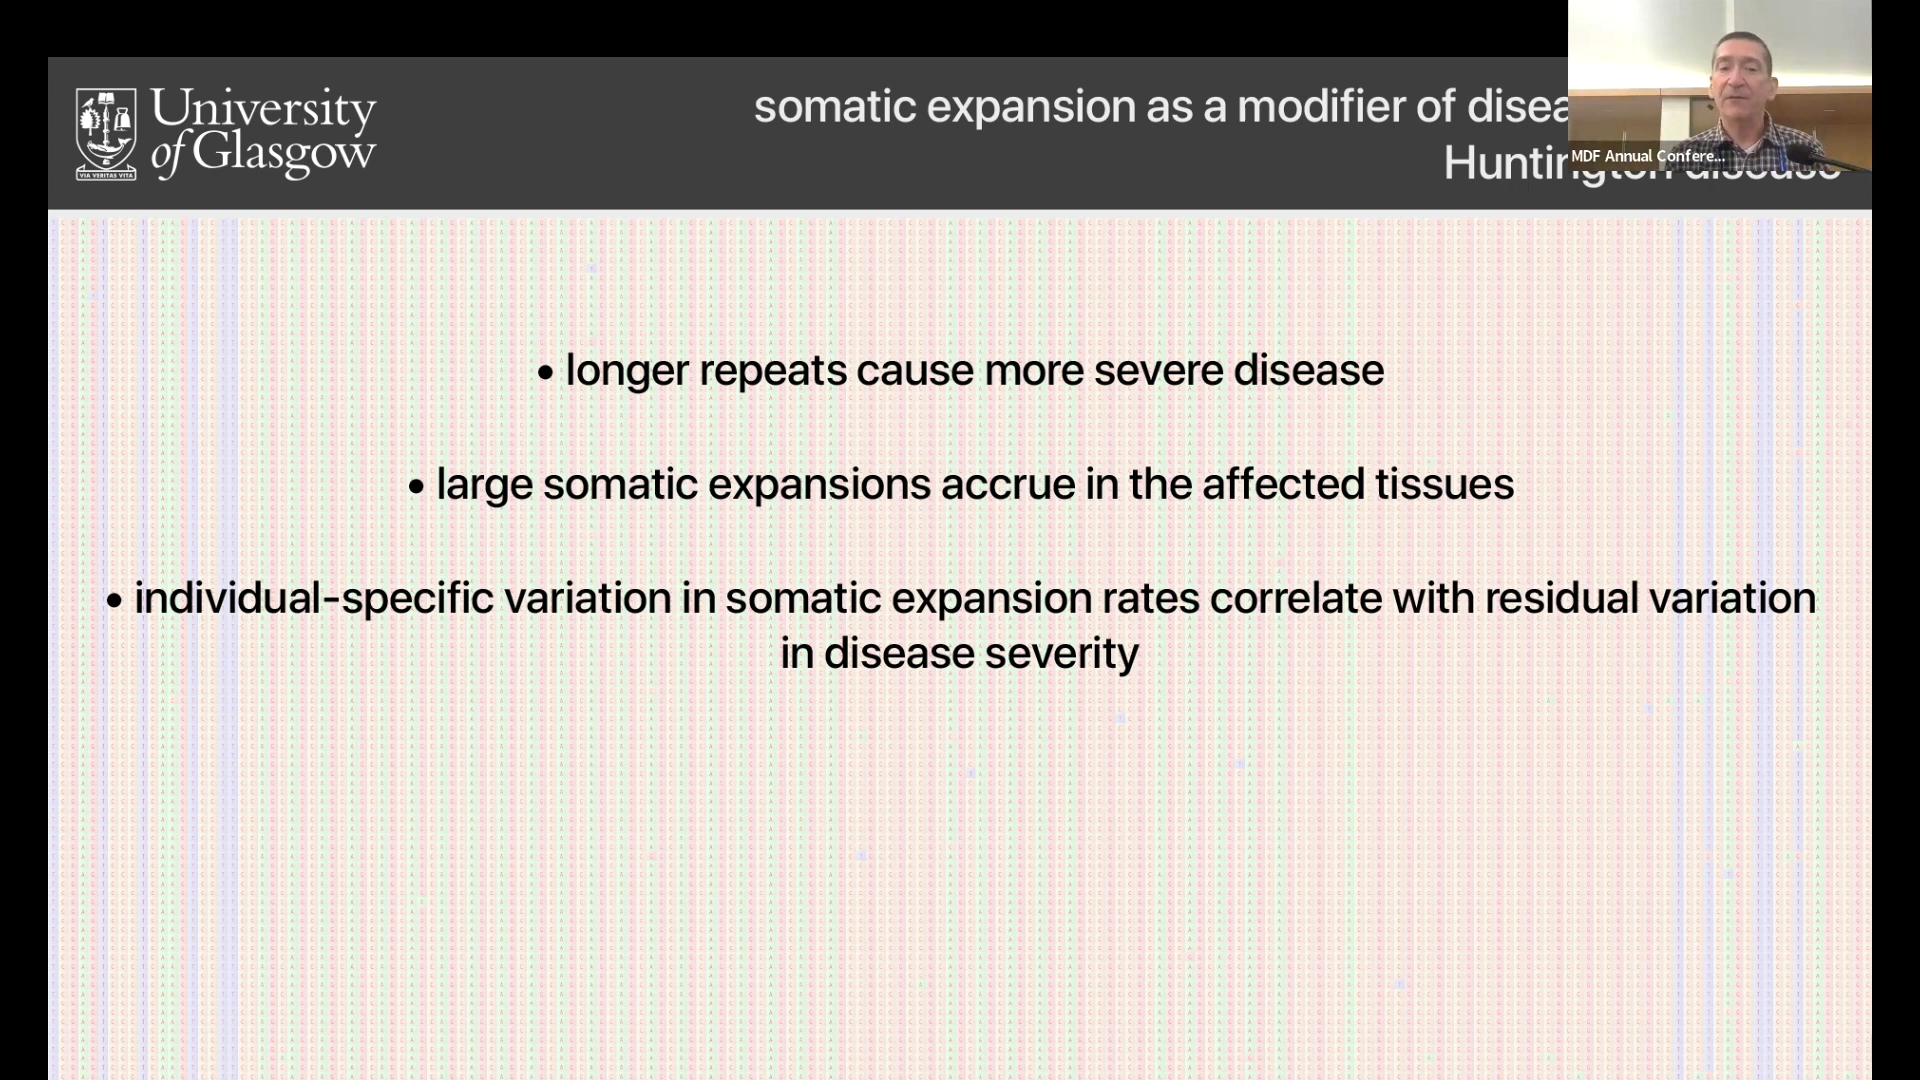 University
of Glasgow
VIA VERITAS VITA
somatic expansion as a modifier of
Huntington disease
MDF Annual Confere...
• longer repeats cause more severe disease
• large somatic expansions accrue in the affected tissues
• individual-specific variation in somatic expansion rates correlate with residual variation
in disease severity